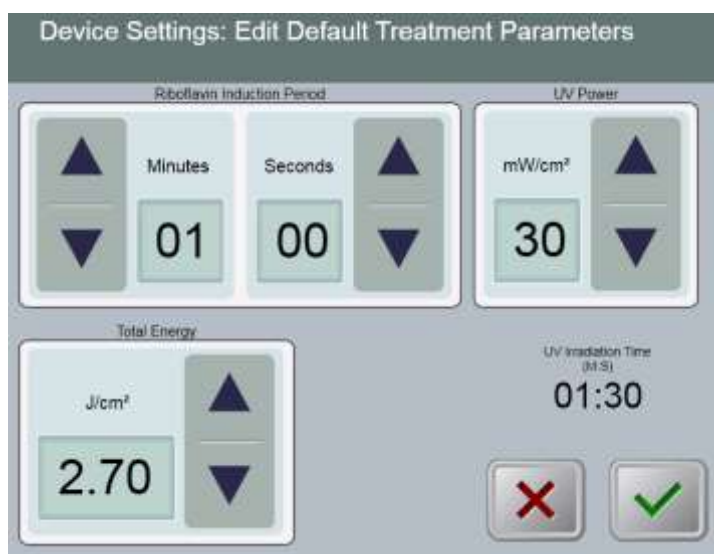 Device Settings: Edit Default Treatment Parameters
Riboflavin Induction Period
UV Power
Minutes
Seconds
mW/cm²
01
00
30
Total Energy
J/cm²
2.70
UV Irradiation Time
(M:S)
01:30